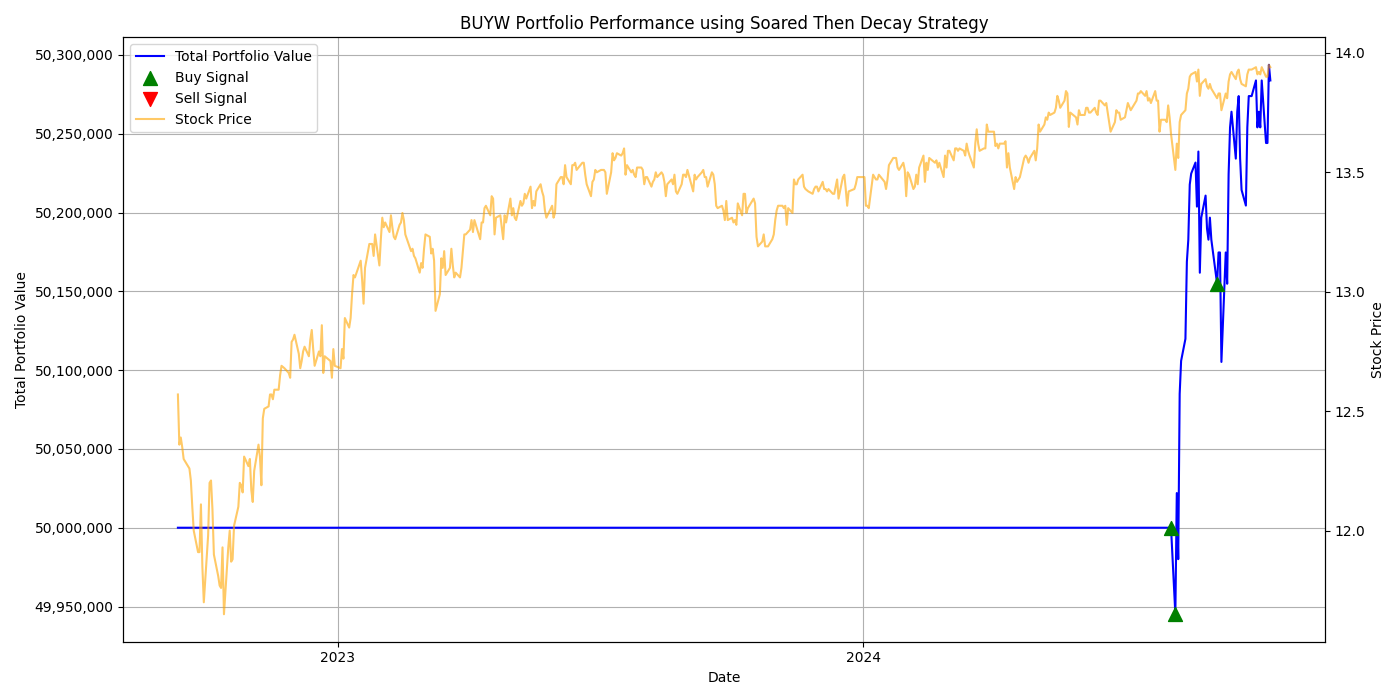 BUYW Portfolio Performance using Soared Then Decay Strategy
Total Portfolio Value
Buy Signal
Sell Signal
Stock Price
50,300,000
50,250,000
50,200,000
50,150,000
50,100,000
50,050,000
50,000,000
49,950,000
Total Portfolio Value
14.0
13.5
13.0
12.5
12.0
Stock Price
2023
2024
Date